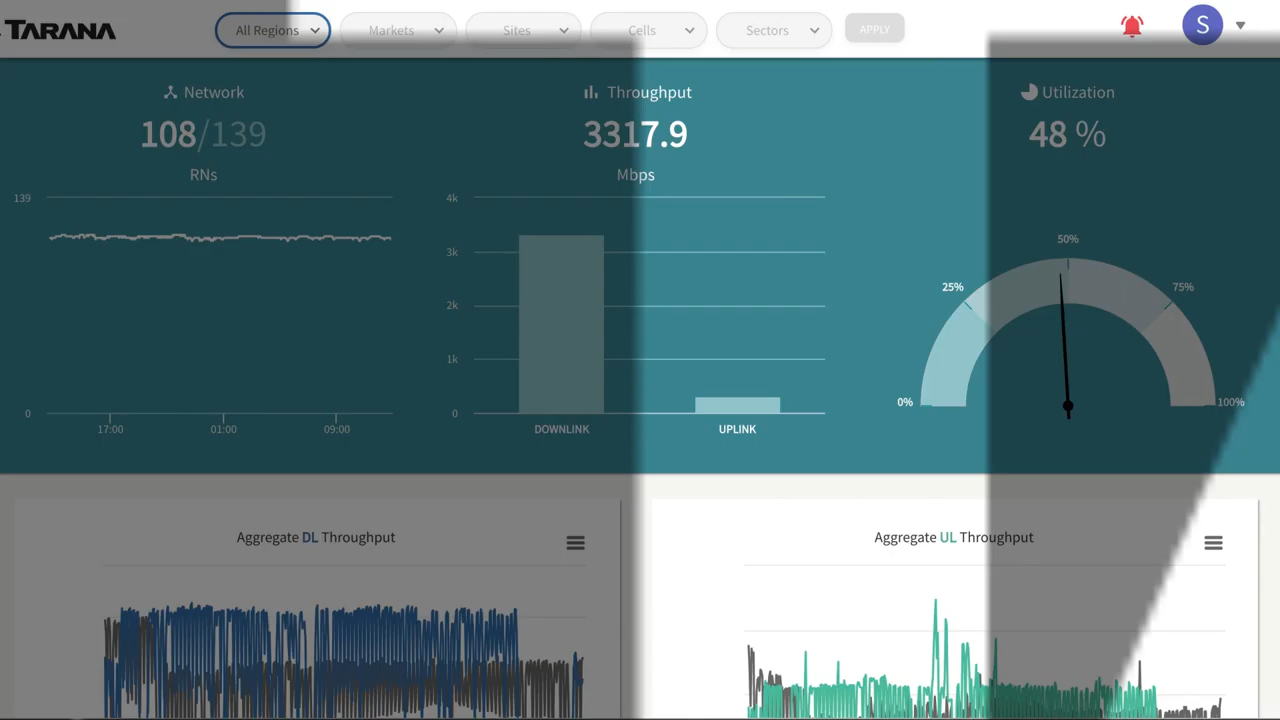 TARANA
All Regions
Markets
Sites
Cells
Sectors
APPLY
S
Network
108/139
RNs
139
0
17:00
01:00
09:00
Throughput
3317.9
Mbps
4k
3k
2k
1k
0
DOWNLINK
UPLINK
Utilization
48 %
0%
25%
50%
75%
100%
Aggregate DL Throughput
Aggregate UL Throughput